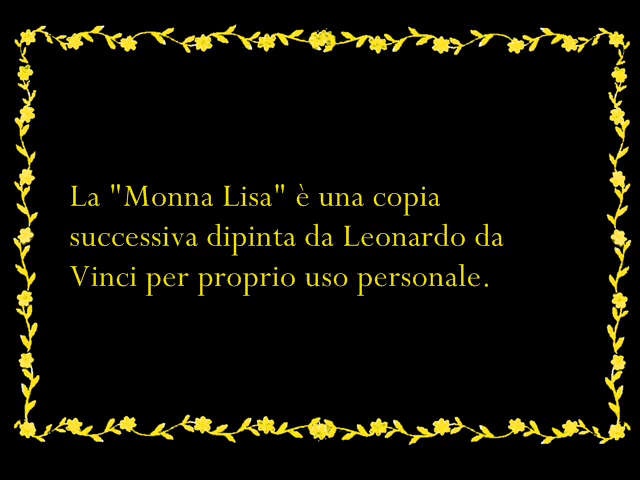 La "Monna Lisa" è una copia
successiva dipinta da Leonardo da
Vinci per proprio uso personale.